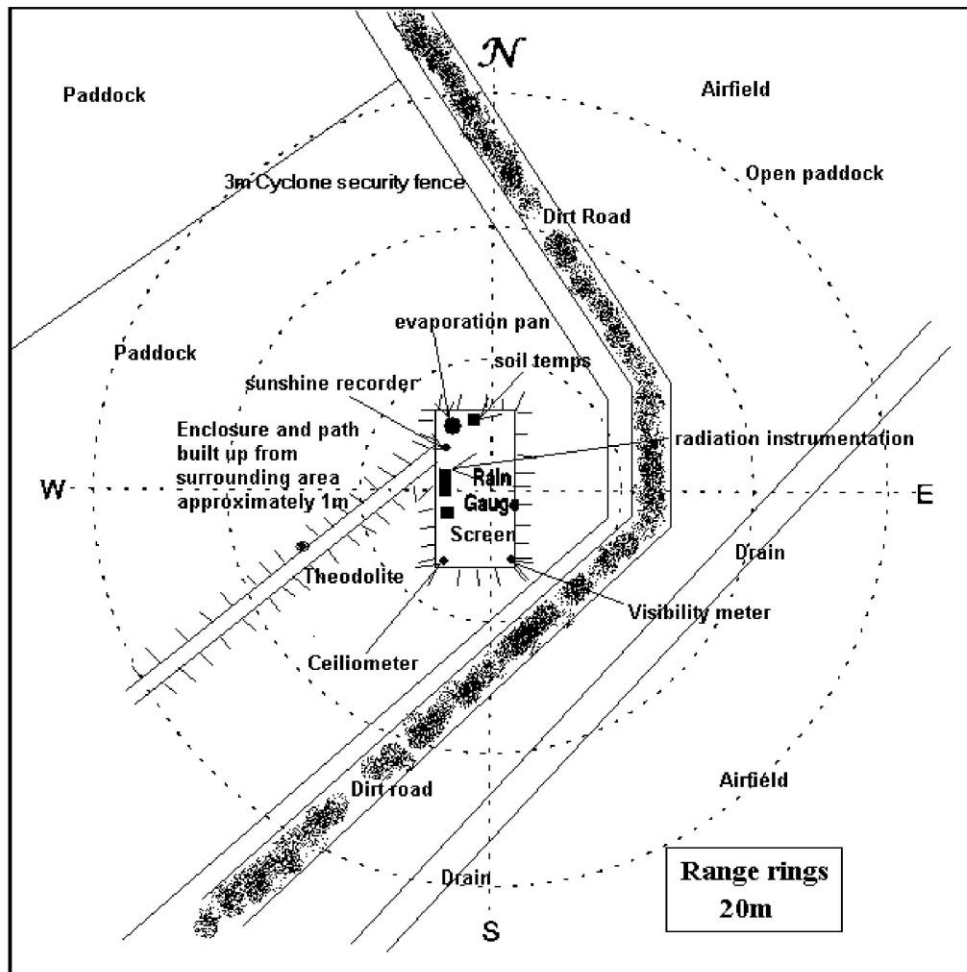 N
Paddock
Airfield
Open paddock
3m Cyclone security fence
Dirt Road
evaporation pan
Paddock
soil temps
sunshine recorder
Enclosure and path
built up from
surrounding area
approximately 1m
radiation instrumentation
Rain
Gauge
W
E
Screen
Drain
Theodolite
Visibility meter
Ceiliometer
Dirt road
Airfield
Drain
Range rings
20m
S